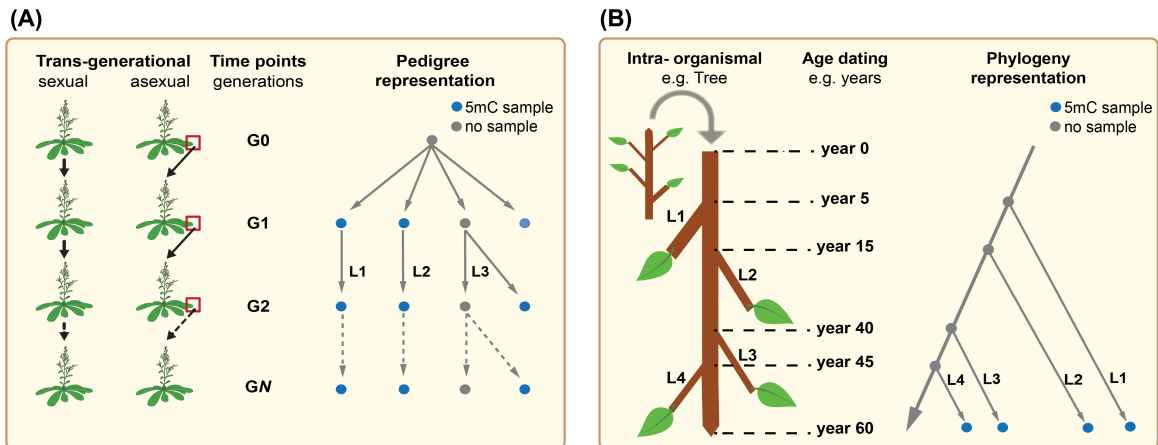 (A)
Trans-generational
sexual
asexual
Time points
generations
Pedigree
representation
5mC sample
no sample
G0
G1
L1
L2
L3
G2
GN
(B)
Intra- organismal
e.g. Tree
Age dating
e.g. years
Phylogeny
representation
5mC sample
no sample
year 0
year 5
L1
year 15
L2
year 40
L3
year 45
L4
year 60
L4
L3
L2
L1